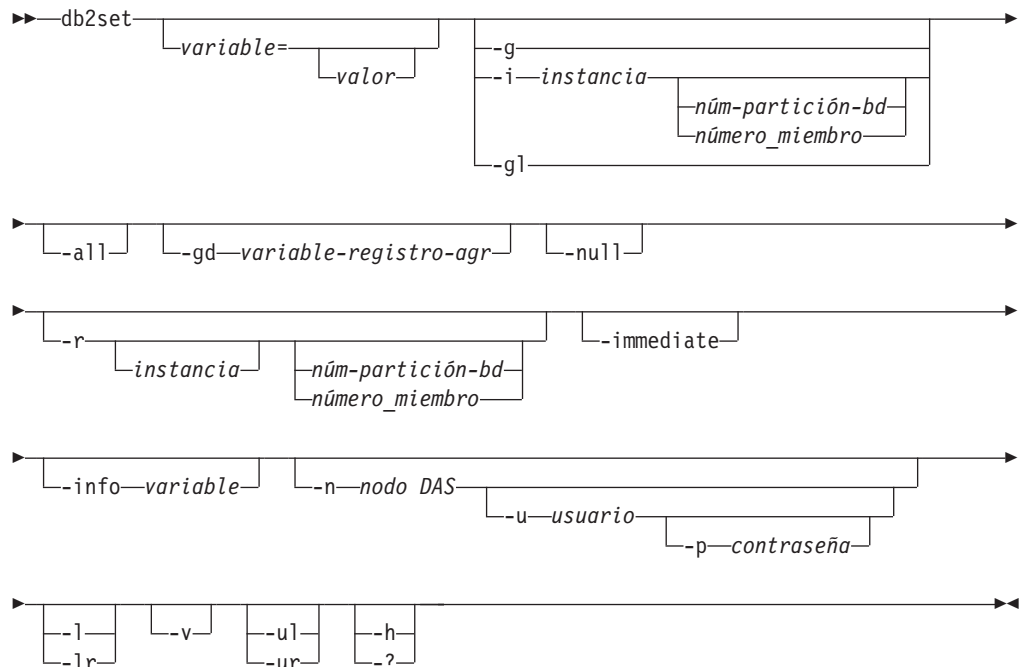 db2set
variable=
valor
-g
-i instancia
núm-partición-bd
número_miembro
-gl
-all
-gd variable-registro-agr
-null
-r
instancia
núm-partición-bd
número_miembro
-immediate
-info variable
-n nodo DAS
-u usuario
-p contraseña
-l
-lr
-v
-ul
-ur
-h
-?